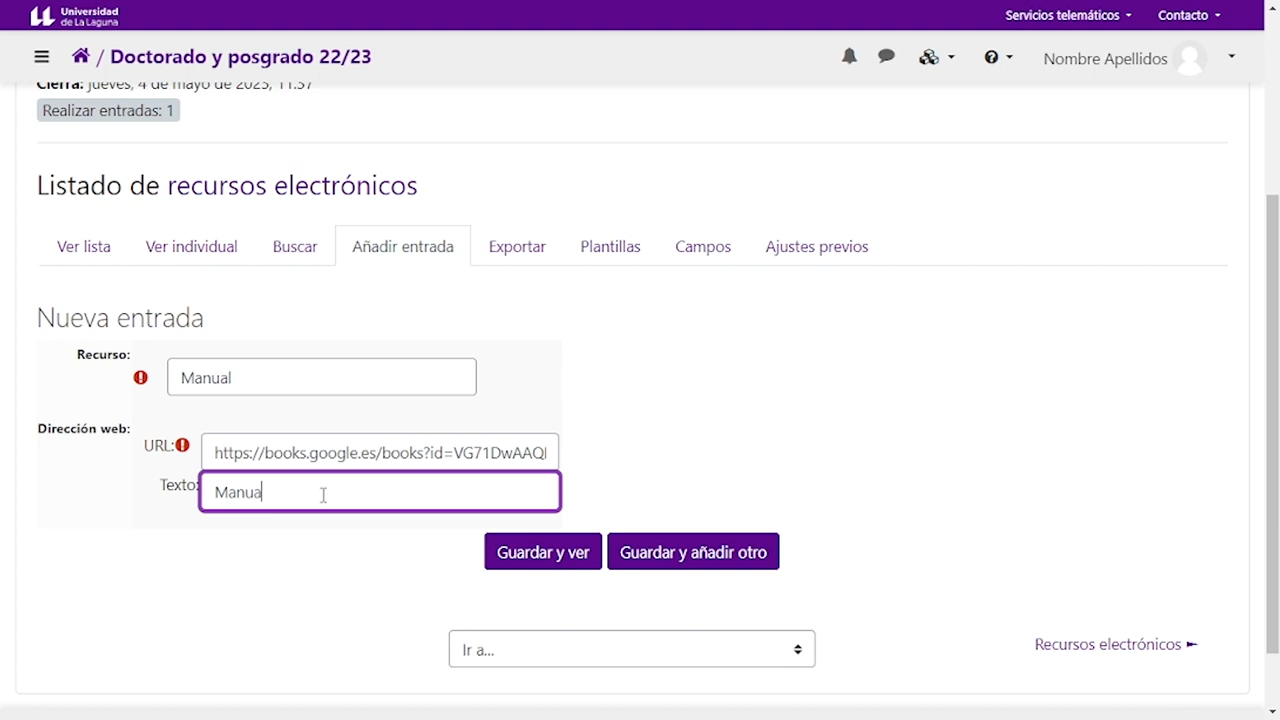 Universidad
de La Laguna
Servicios telemáticos
Contacto
/ Doctorado y posgrado 22/23
Nombre Apellidos
Cierra: jueves, 4 de mayo de 2023, 11:37
Realizar entradas: 1
Listado de recursos electrónicos
Ver lista
Ver individual
Buscar
Añadir entrada
Exportar
Plantillas
Campos
Ajustes previos
Nueva entrada
Recurso:
Manual
Dirección web:
URL:
https://books.google.es/books?id=VG71DwAAQ
Texto:
Manua
Guardar y ver
Guardar y añadir otro
Ir a...
Recursos electrónicos ►